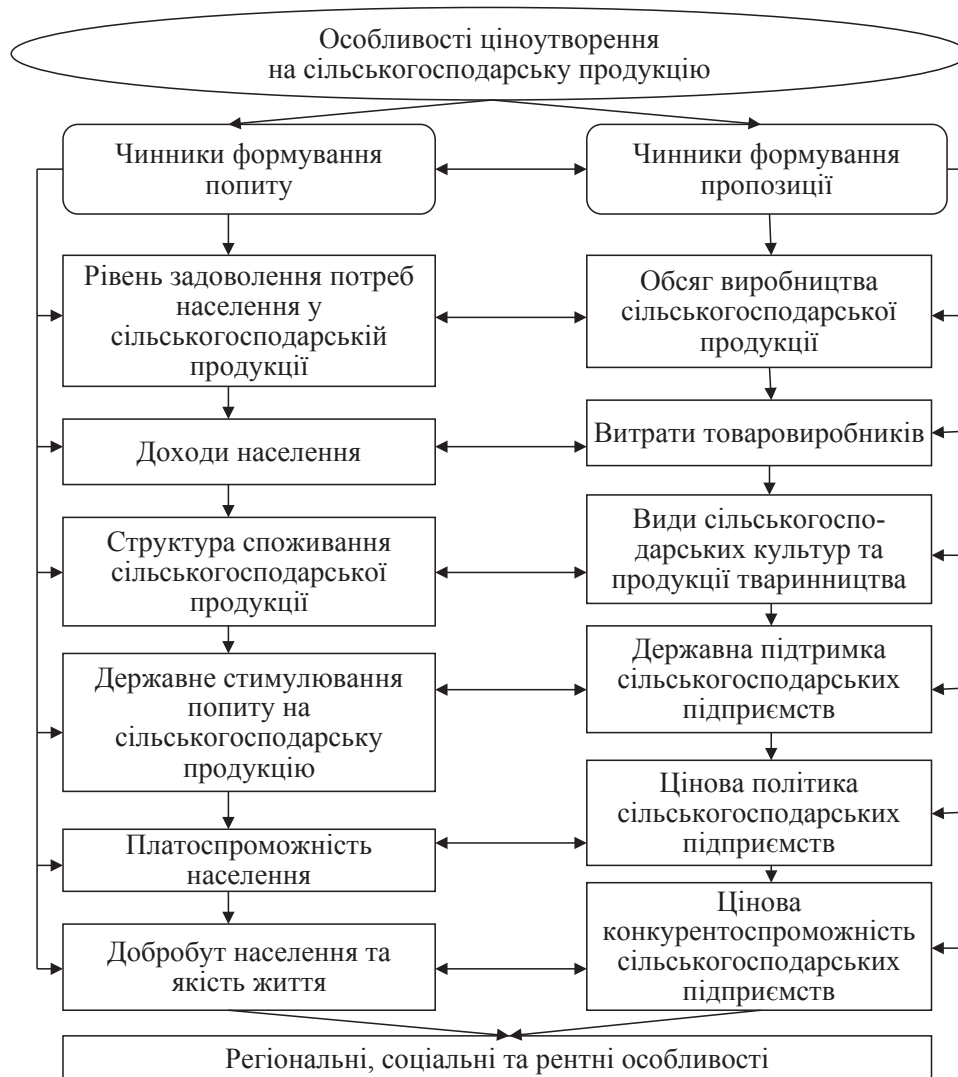 Особливості ціноутворення
на сільськогосподарську продукцію
Чинники формування
попиту
Чинники формування
пропозиції
Рівень задоволення потреб
населення у
сільськогосподарській
продукції
Обсяг виробництва
сільськогосподарської
продукції
Доходи населення
Витрати товаровиробників
Структура споживання
сільськогосподарської
продукції
Види сільськогоспо-
дарських культур та
продукції тваринництва
Державне стимулювання
попиту на
сільськогосподарську
продукцію
Державна підтримка
сільськогосподарських
підприємств
Цінова політика
сільськогосподарських
підприємств
Платоспроможність
населення
Добробут населення та
якість життя
Цінова
конкурентоспроможність
сільськогосподарських
підприємств
Регіональні, соціальні та рентні особливості